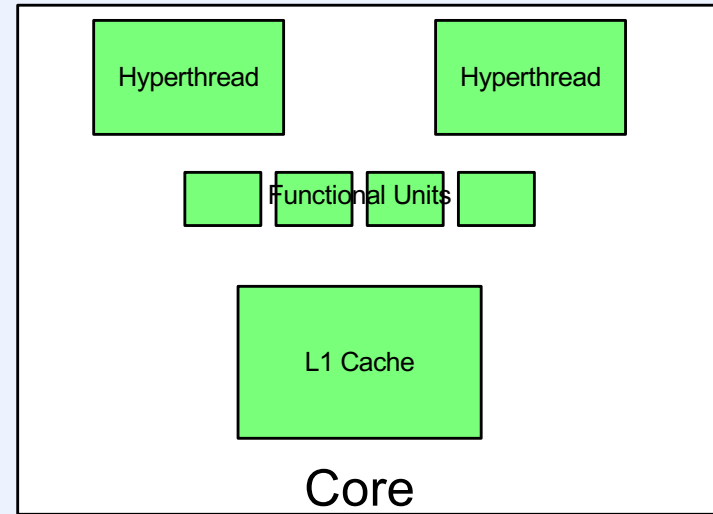 Hyperthread
Hyperthread
Functional Units
L1 Cache
Core